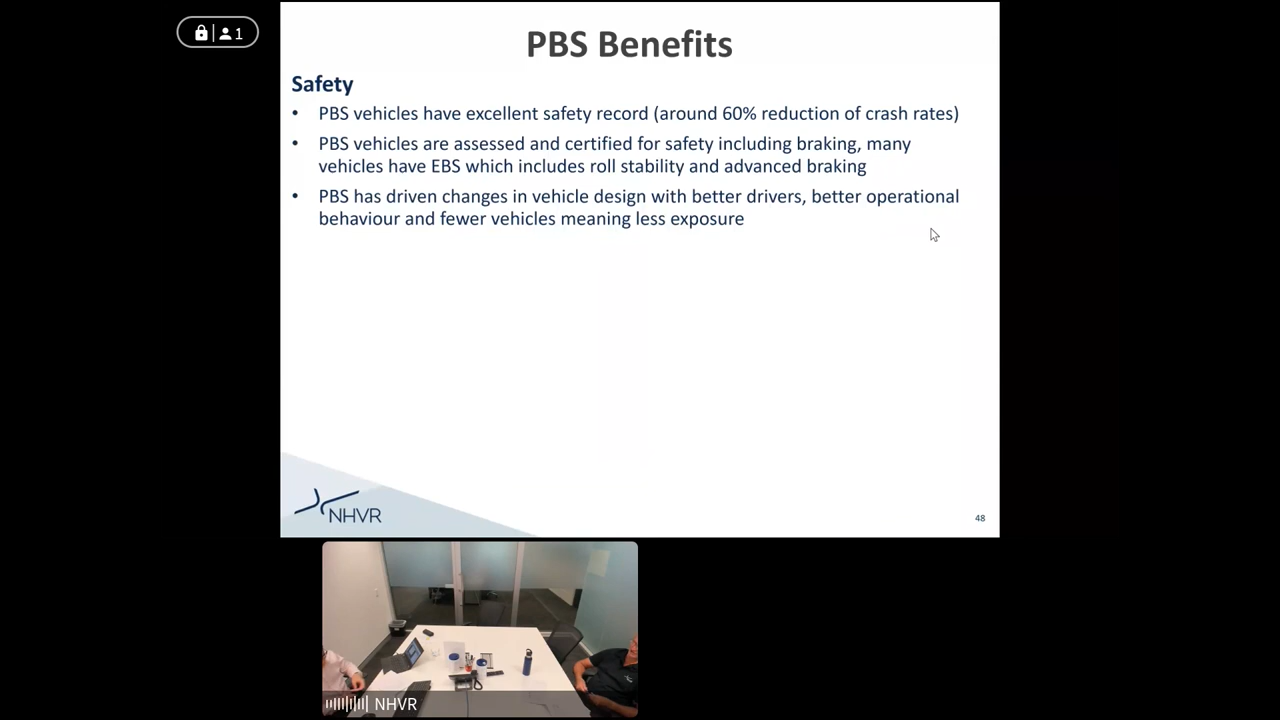 1
PBS Benefits
Safety
• PBS vehicles have excellent safety record (around 60% reduction of crash rates)
• PBS vehicles are assessed and certified for safety including braking, many
vehicles have EBS which includes roll stability and advanced braking
• PBS has driven changes in vehicle design with better drivers, better operational
behaviour and fewer vehicles meaning less exposure
NHVR
48
NHVR